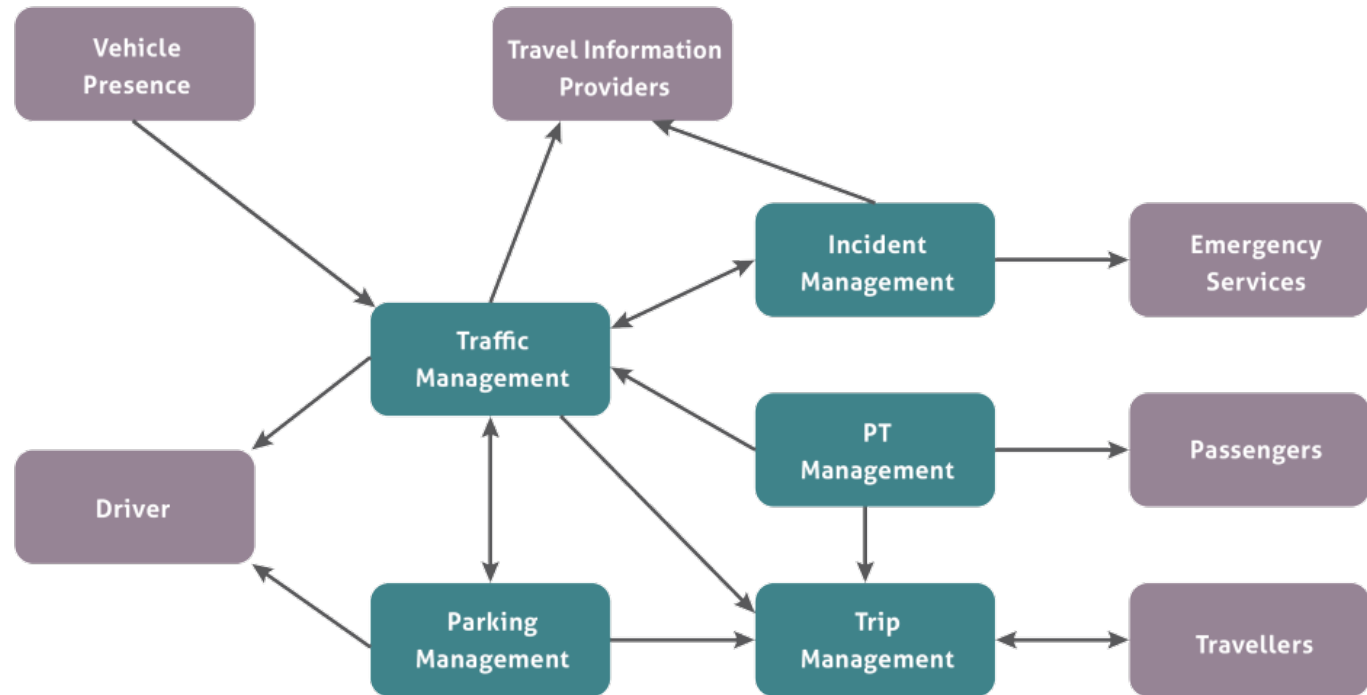 Vehicle
Presence
Travel Information
Providers
Incident
Management
Emergency
Services
Traffic
Management
PT
Management
Passengers
Driver
Parking
Management
Trip
Management
Travellers